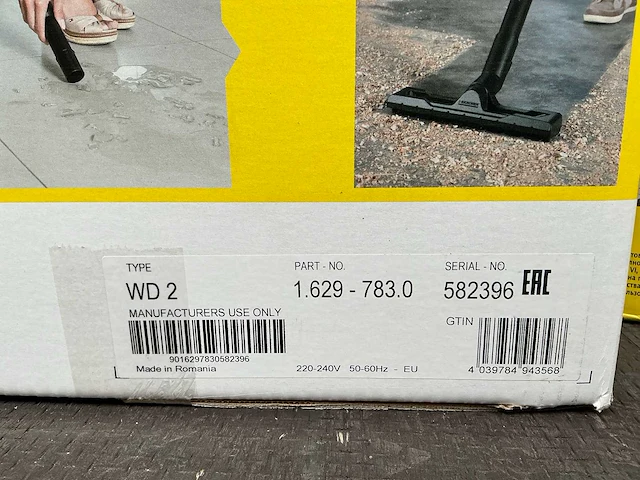 TYPE
WD 2
PART - NO.
1.629 - 783.0
SERIAL - NO.
582396 EAC
MANUFACTURERS USE ONLY
9016297830582396
Made in Romania
220-240V 50-60Hz - EU
GTIN
4 039784 943568